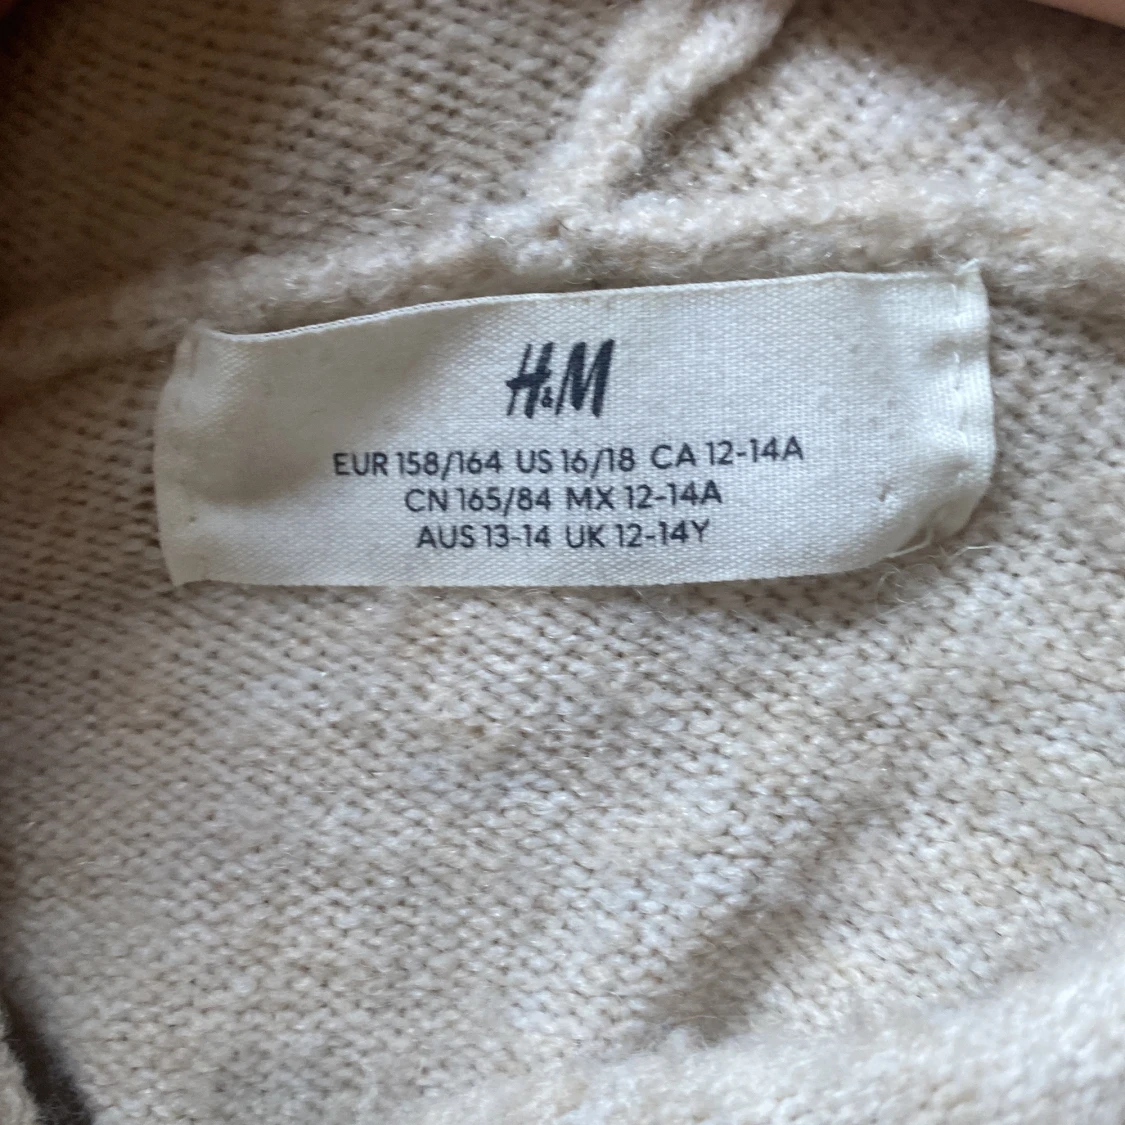 H&M
EUR 158/164 US 16/18 CA 12-14A
CN 165/84 MX 12-14A
AUS 13-14 UK 12-14Y